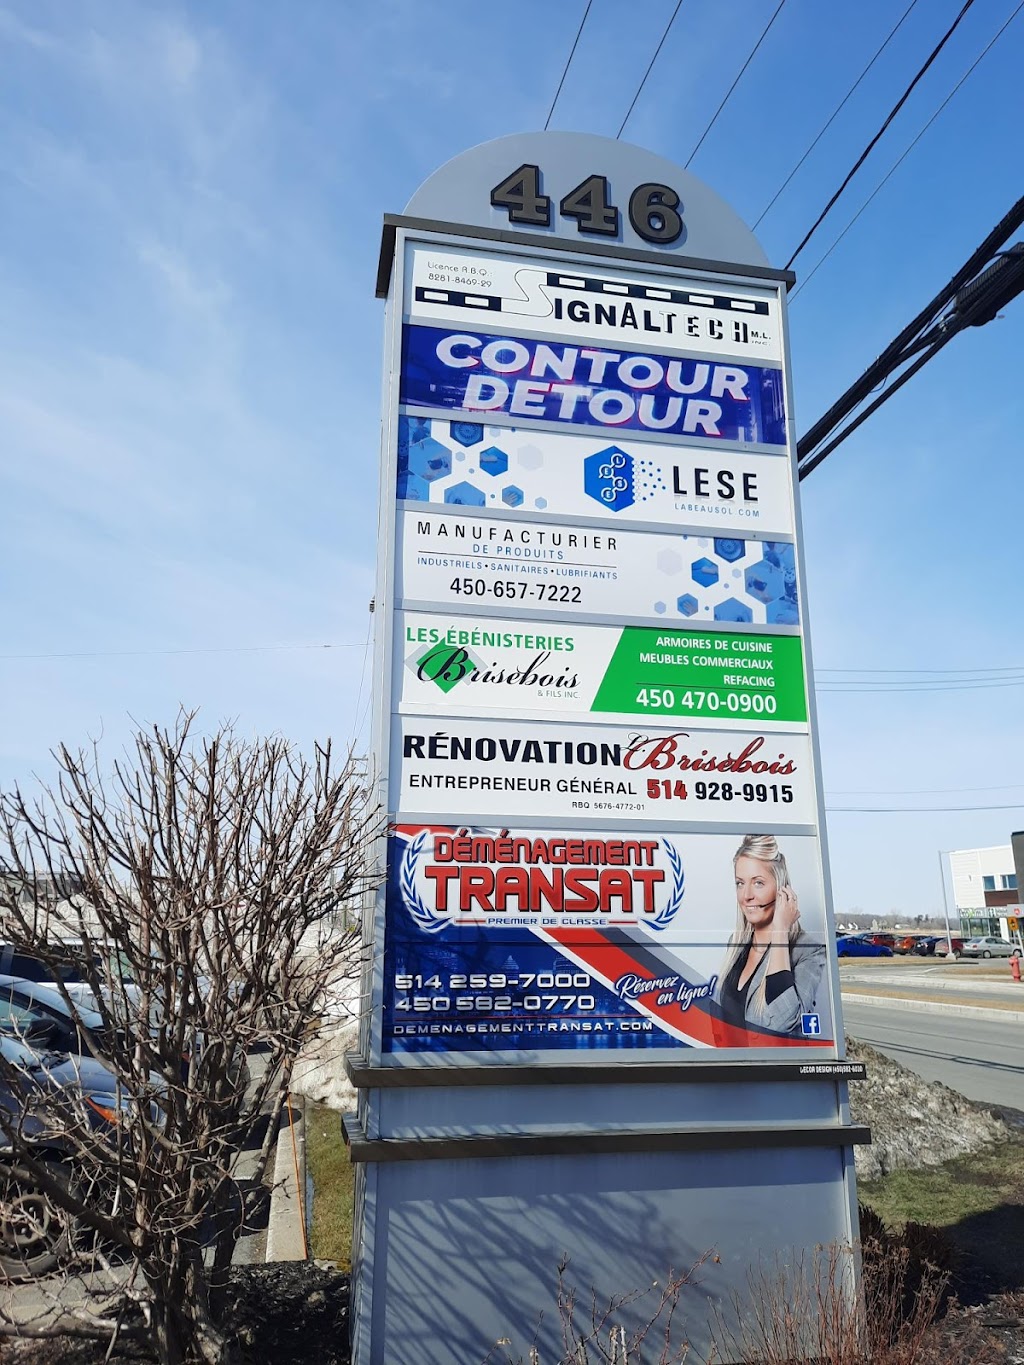 446
Licence R.B.Q.:
8281-8469-29
SIGNALTECH M.L. INC.
CONTOUR
DETOUR
LESE
LABEAUSOL.COM
MANUFACTURIER
DE PRODUITS
INDUSTRIELS • SANITAIRES • LUBRIFIANTS
450-657-7222
LES ÉBÉNISTERIES
Brisebois
& FILS INC.
ARMOIRES DE CUISINE
MEUBLES COMMERCIAUX
REFACING
450 470-0900
RÉNOVATION Brisebois
ENTREPRENEUR GÉNÉRAL 514 928-9915
RBQ 5676-4772-01
DÉMÉNAGEMENT
TRANSAT
PREMIER DE CLASSE
514 259-7000
450 582-0770
Réservez
en ligne!
DEMENAGEMENTTRANSAT.COM
f